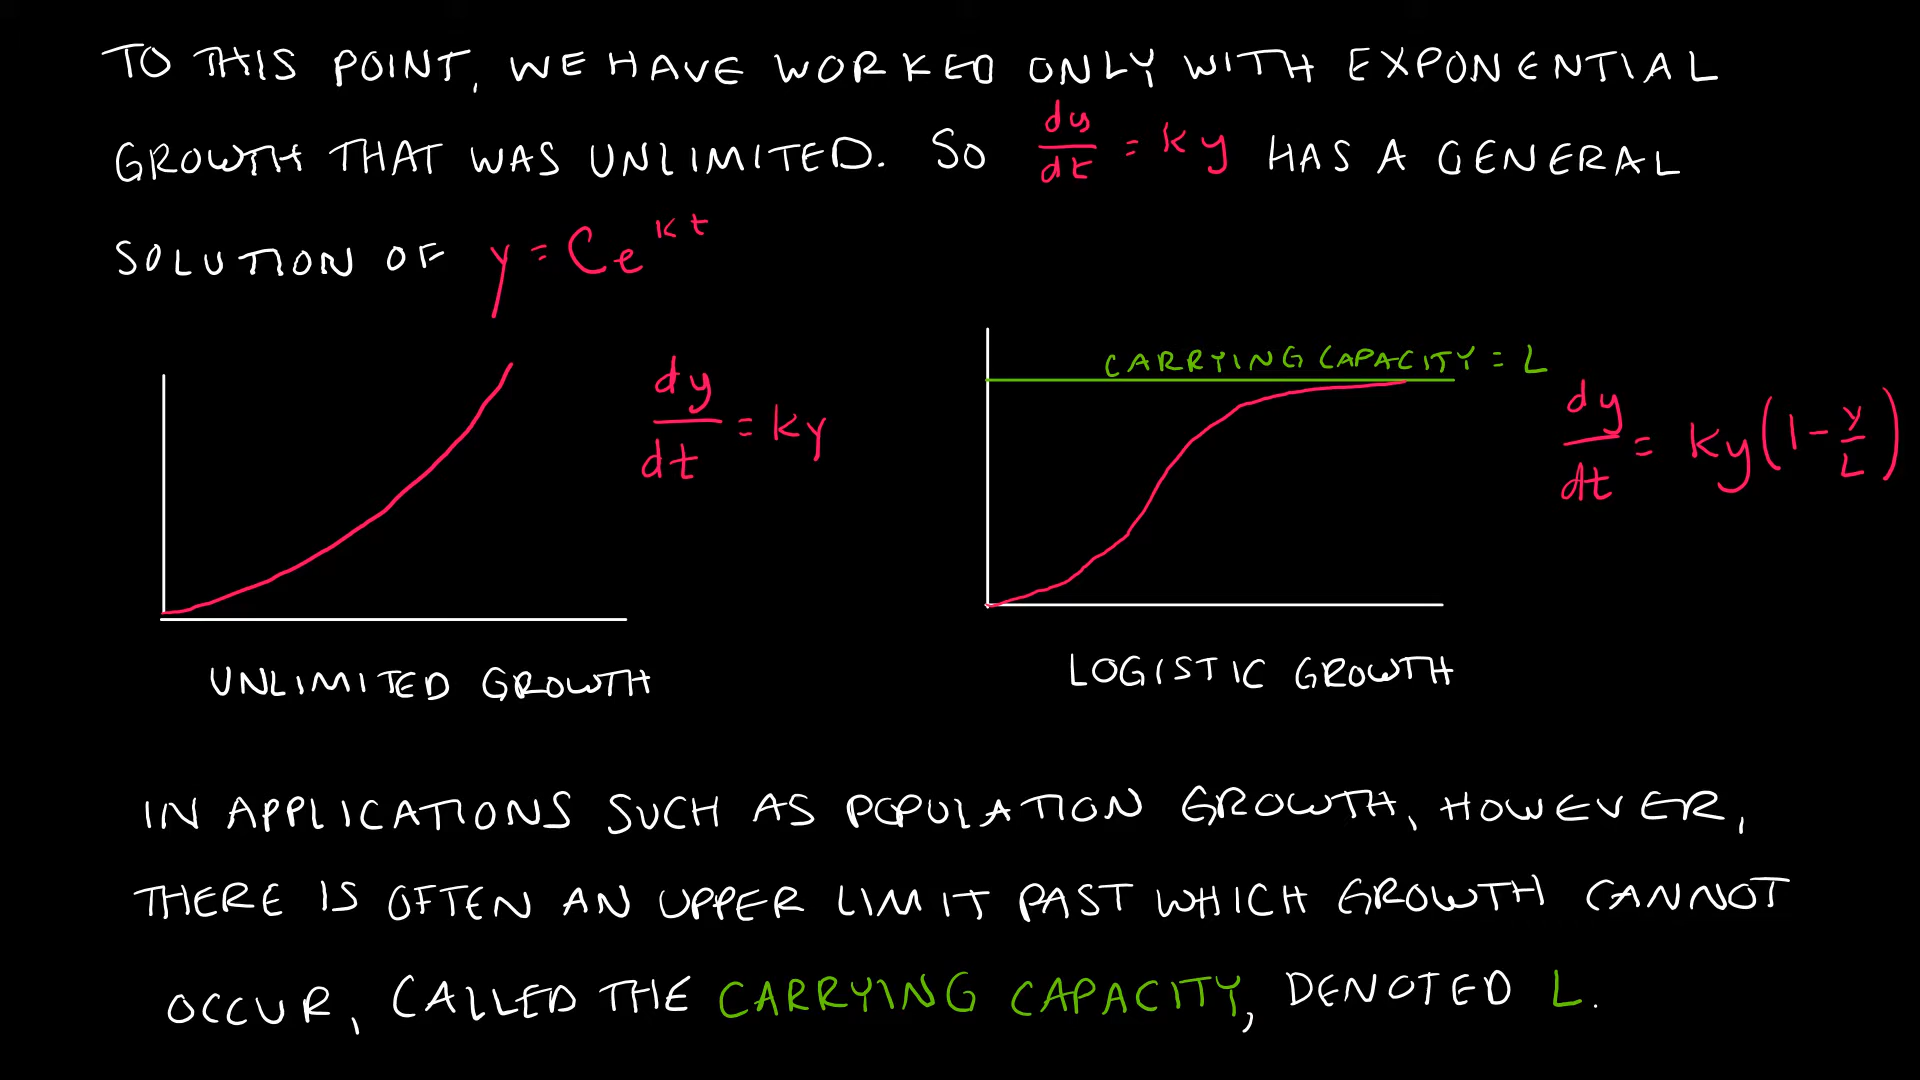 TO THIS POINT, WE HAVE WORKED ONLY WITH EXPONENTIAL
GROWTH THAT WAS UNLIMITED. SO dy/dt = ky HAS A GENERAL
SOLUTION OF y = Ce^kt
dy/dt = ky
CARRYING CAPACITY = L
dy/dt = ky(1 - y/L)
UNLIMITED GROWTH
LOGISTIC GROWTH
IN APPLICATIONS SUCH AS POPULATION GROWTH, HOWEVER,
THERE IS OFTEN AN UPPER LIMIT PAST WHICH GROWTH CANNOT
OCCUR, CALLED THE CARRYING CAPACITY, DENOTED L.